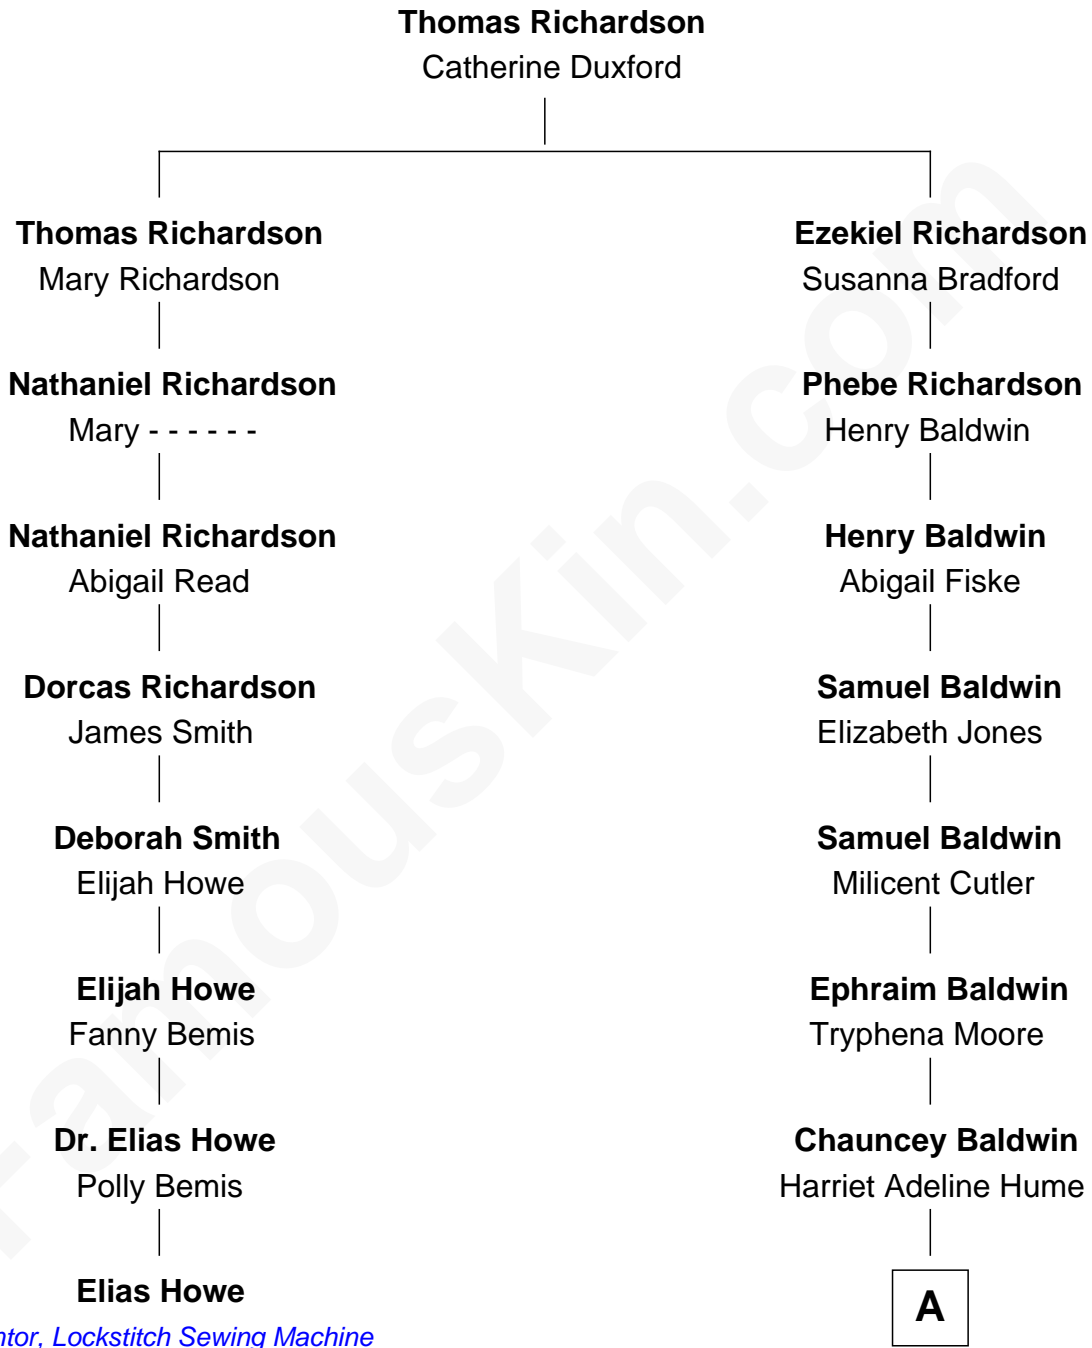 Thomas Richardson
Catherine Duxford
Thomas Richardson
Mary Richardson
Nathaniel Richardson
Mary - - - - - -
Nathaniel Richardson
Abigail Read
Dorcas Richardson
James Smith
Deborah Smith
Elijah Howe
Elijah Howe
Fanny Bemis
Dr. Elias Howe
Polly Bemis
Elias Howe
ntor, Lockstitch Sewing Machine
Ezekiel Richardson
Susanna Bradford
Phebe Richardson
Henry Baldwin
Henry Baldwin
Abigail Fiske
Samuel Baldwin
Elizabeth Jones
Samuel Baldwin
Milicent Cutler
Ephraim Baldwin
Tryphena Moore
Chauncey Baldwin
Harriet Adeline Hume
A
FamousKin.com